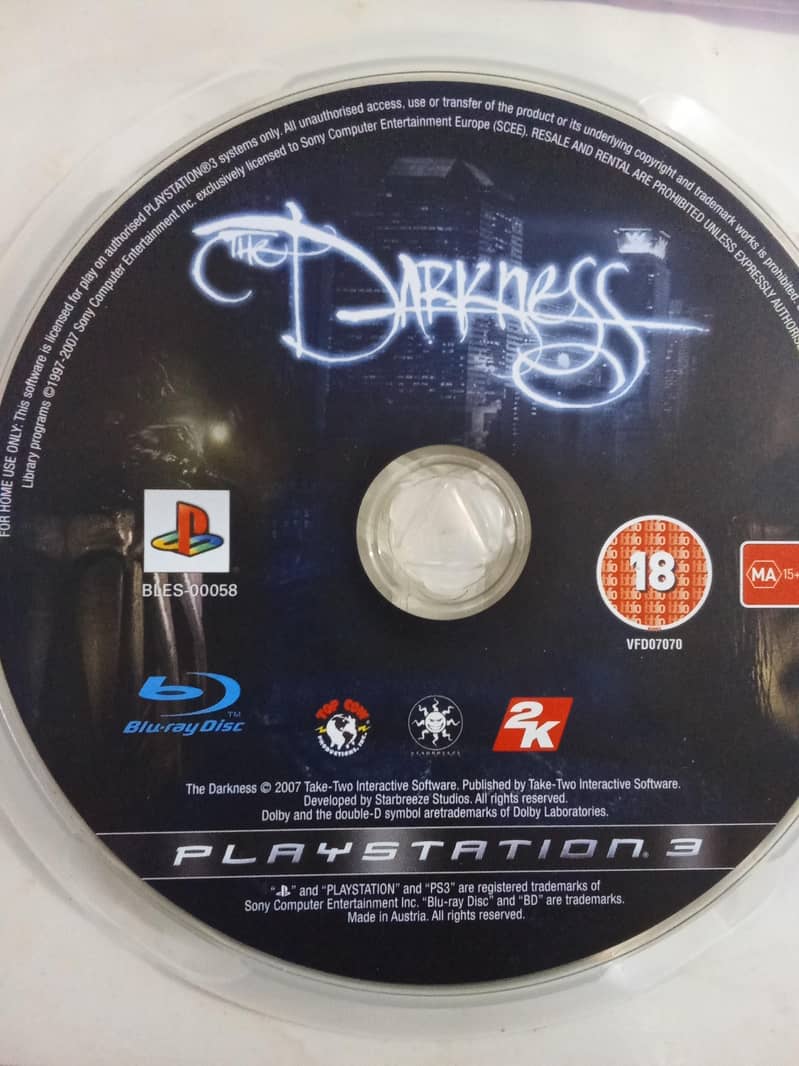 FOR HOME USE ONLY: This software is licensed for play on authorised PLAYSTATION®3 systems only. All unauthorised access, use or transfer of the product or its underlying copyright and trademark works is prohibited.
Library programs ©1997-2007 Sony Computer Entertainment Inc. exclusively licensed to Sony Computer Entertainment Europe (SCEE). RESALE AND RENTAL ARE PROHIBITED UNLESS EXPRESSLY
THE DARKNESS
BLES-00058
18
MA 15+
VFD07070
Blu-ray Disc™
TOP COW
PRODUCTIONS, INC.
STARBREEZE
2K
The Darkness © 2007 Take-Two Interactive Software. Published by Take-Two Interactive Software.
Developed by Starbreeze Studios. All rights reserved.
Dolby and the double-D symbol aretrademarks of Dolby Laboratories.
PLAYSTATION®3
" " and "PLAYSTATION" and "PS3" are registered trademarks of
Sony Computer Entertainment Inc. "Blu-ray Disc" and "BD" are trademarks.
Made in Austria. All rights reserved.